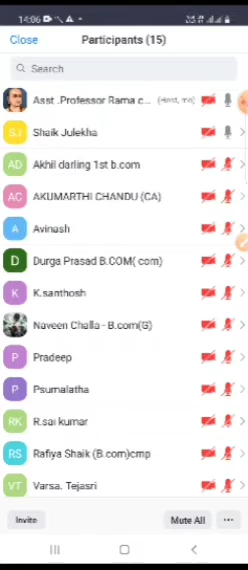 14:06
Close Participants (15)
Search
Asst .Professor Rama c... (Host, me)
S.J Shaik Julekha
AD Akhil darling 1st b.com
AC AKUMARTHI CHANDU (CA)
A Avinash
D Durga Prasad B.COM( com)
K K.santhosh
Naveen Challa - B.com(G)
P Pradeep
P Psumalatha
RK R.sai kumar
RS Rafiya Shaik (B.com)cmp
VT Varsa. Tejasri
Invite Mute All ...